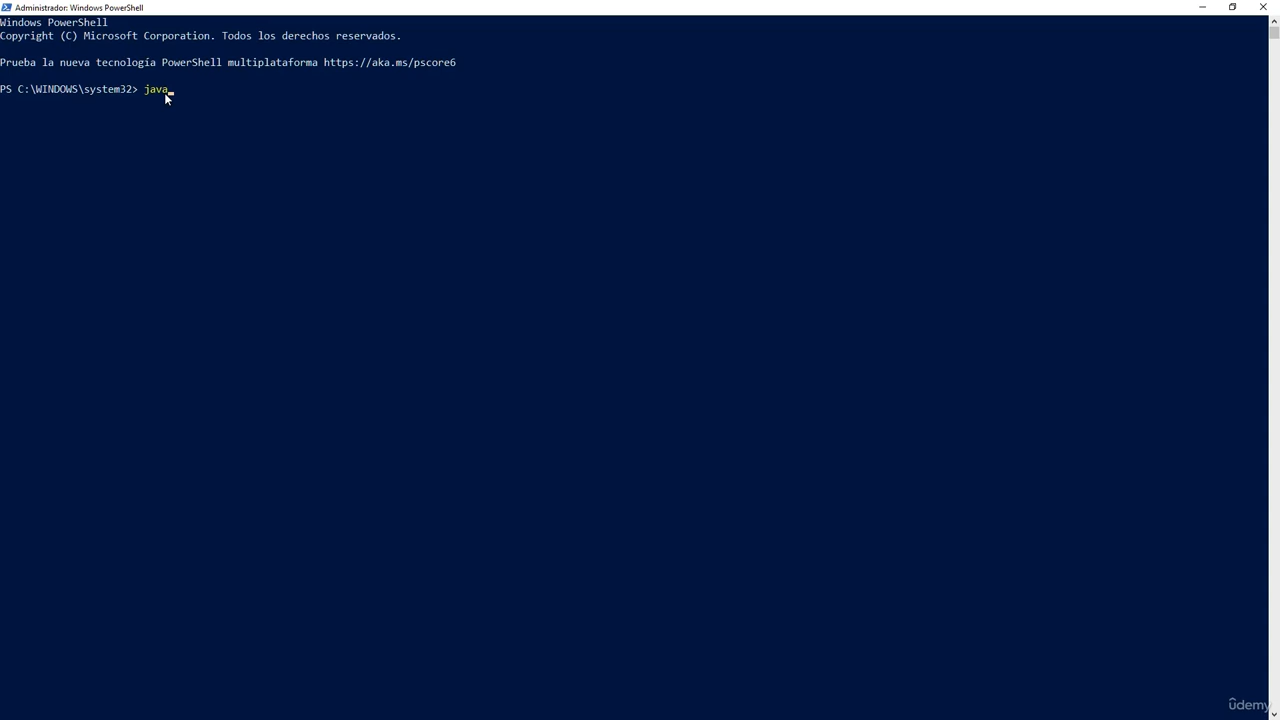 Administrador: Windows PowerShell
Windows PowerShell
Copyright (C) Microsoft Corporation. Todos los derechos reservados.
Prueba la nueva tecnología PowerShell multiplataforma https://aka.ms/pscore6
PS C:\WINDOWS\system32> java
ûdemy